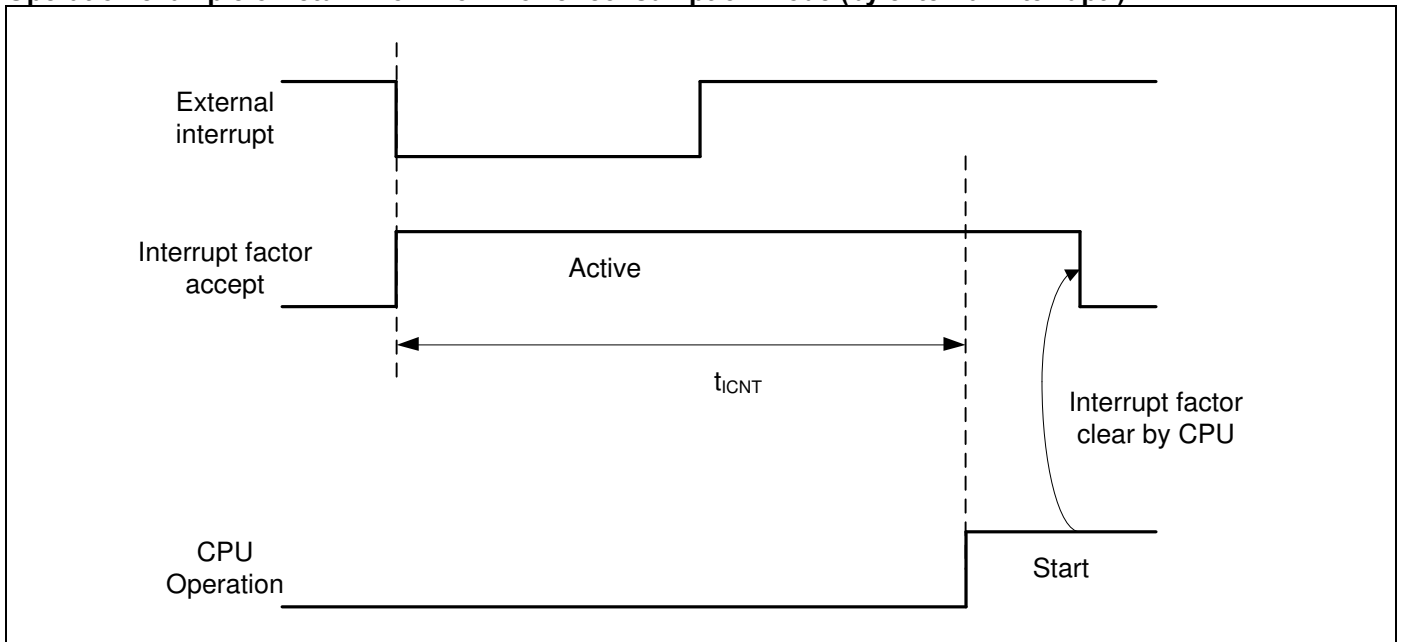 External
interrupt
Interrupt factor
accept
Active
tICNT
Interrupt factor
clear by CPU
CPU
Operation
Start